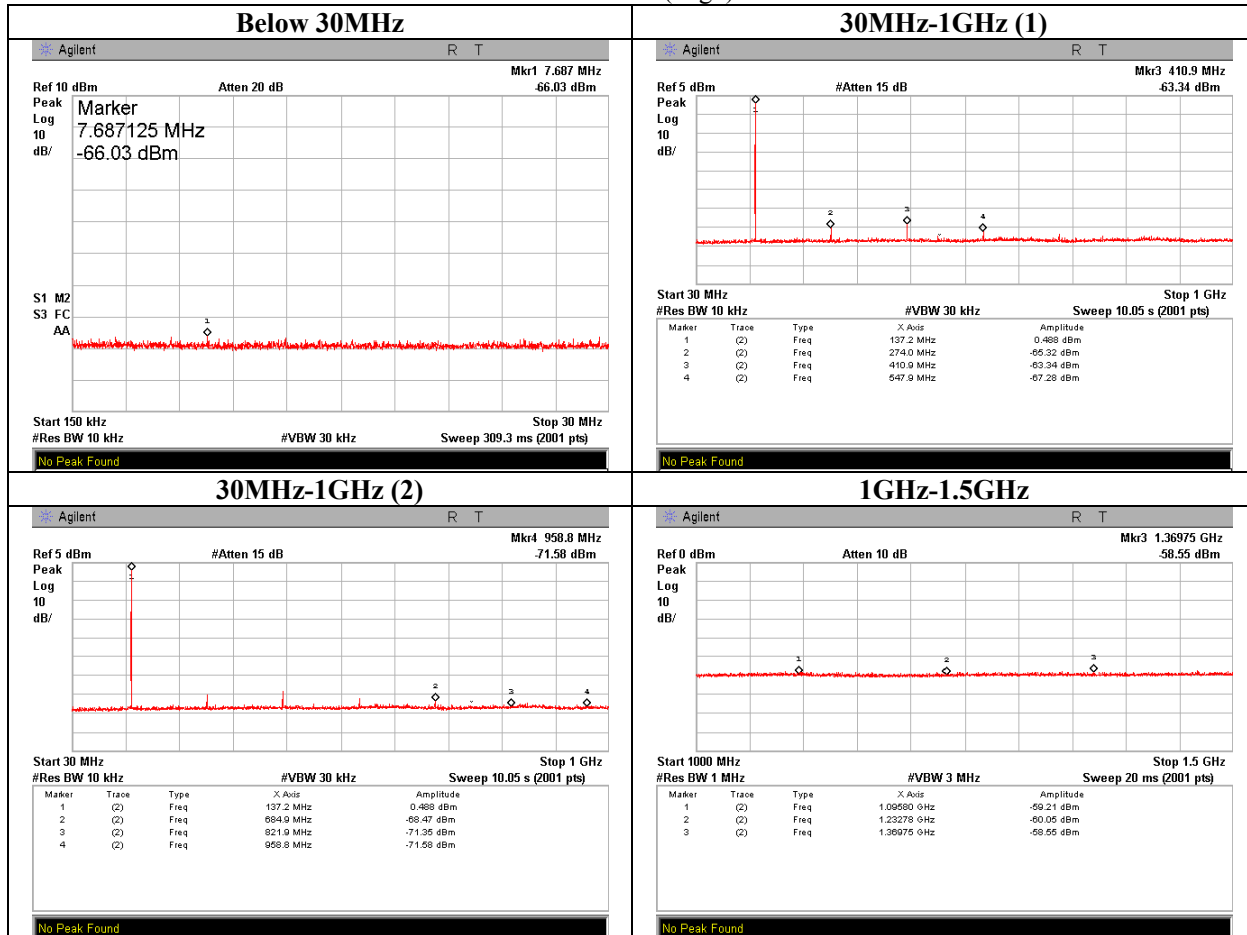 Below 30MHz
Agilent
R T
Mkr1 7.687 MHz
Ref 10 dBm Atten 20 dB -66.03 dBm
Peak
Log
10
dB/
Marker
7.687125 MHz
-66.03 dBm
1
S1 M2
S3 FC
AA
Start 150 kHz Stop 30 MHz
#Res BW 10 kHz #VBW 30 kHz Sweep 309.3 ms (2001 pts)
No Peak Found
30MHz-1GHz (1)
Agilent
R T
Mkr3 410.9 MHz
Ref 5 dBm #Atten 15 dB -63.34 dBm
Peak
Log
10
dB/
1
2
3
4
Start 30 MHz Stop 1 GHz
#Res BW 10 kHz #VBW 30 kHz Sweep 10.05 s (2001 pts)
Marker Trace Type X Axis Amplitude
1 (2) Freq 137.2 MHz 0.488 dBm
2 (2) Freq 274.0 MHz -65.32 dBm
3 (2) Freq 410.9 MHz -63.34 dBm
4 (2) Freq 547.9 MHz -67.28 dBm
No Peak Found
30MHz-1GHz (2)
Agilent
R T
Mkr4 958.8 MHz
Ref 5 dBm #Atten 15 dB -71.58 dBm
Peak
Log
10
dB/
1
2
3
4
Start 30 MHz Stop 1 GHz
#Res BW 10 kHz #VBW 30 kHz Sweep 10.05 s (2001 pts)
Marker Trace Type X Axis Amplitude
1 (2) Freq 137.2 MHz 0.488 dBm
2 (2) Freq 684.9 MHz -68.47 dBm
3 (2) Freq 821.9 MHz -71.35 dBm
4 (2) Freq 958.8 MHz -71.58 dBm
No Peak Found
1GHz-1.5GHz
Agilent
R T
Mkr3 1.36975 GHz
Ref 0 dBm Atten 10 dB -58.55 dBm
Peak
Log
10
dB/
1
2
3
Start 1000 MHz Stop 1.5 GHz
#Res BW 1 MHz #VBW 3 MHz Sweep 20 ms (2001 pts)
Marker Trace Type X Axis Amplitude
1 (2) Freq 1.09580 GHz -59.21 dBm
2 (2) Freq 1.23278 GHz -60.05 dBm
3 (2) Freq 1.36975 GHz -58.55 dBm
No Peak Found